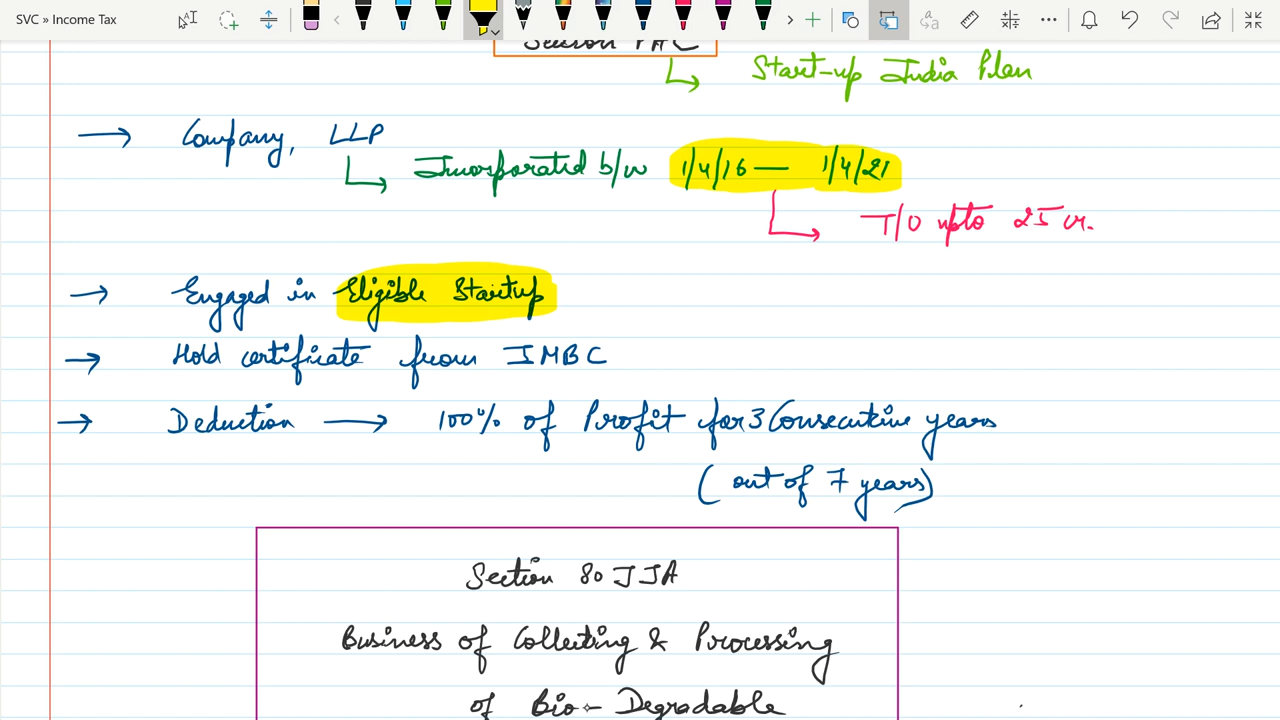 SVC » Income Tax
Section
Start-up India Plan
→ Company, LLP
Incorporated b/w 1/4/16 — 1/4/21
T/O upto 25 cr.
→ Engaged in Eligible Startup
→ Hold certificate from IMBC
→ Deduction → 100% of Profit for 3 Consecutive years
(out of 7 years)
Section 80 JJA
Business of Collecting & Processing
of Bio-Degradable